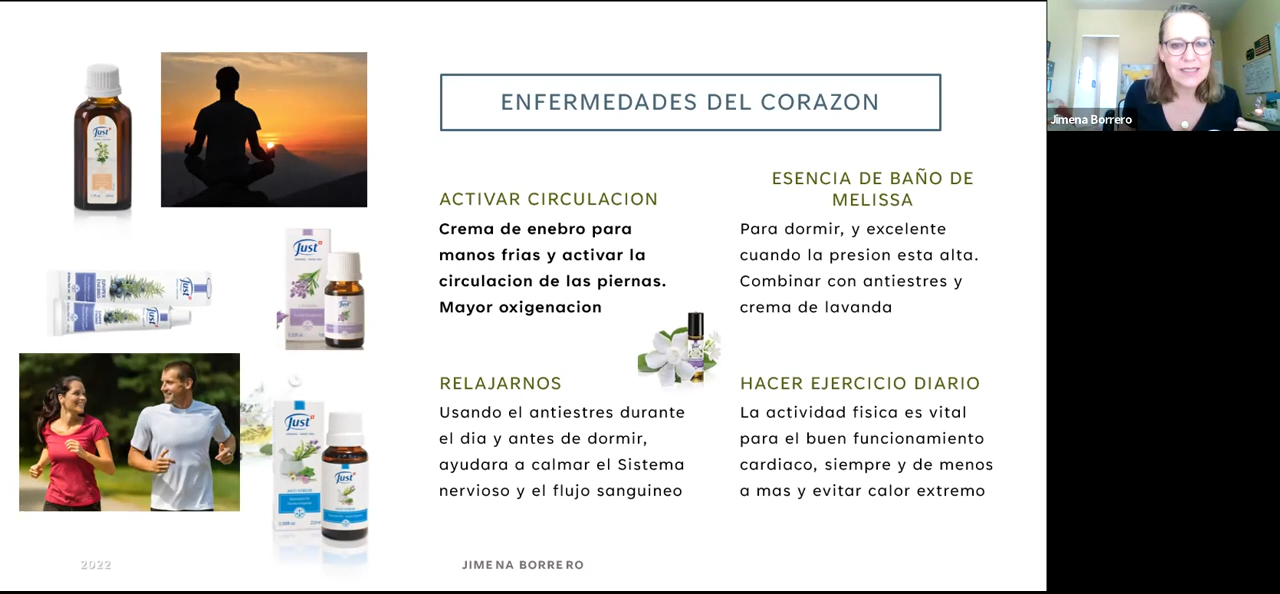 ENFERMEDADES DEL CORAZON
ACTIVAR CIRCULACION
Crema de enebro para
manos frias y activar la
circulacion de las piernas.
Mayor oxigenacion
ESENCIA DE BAÑO DE
MELISSA
Para dormir, y excelente
cuando la presion esta alta.
Combinar con antiestres y
crema de lavanda
RELAJARNOS
Usando el antiestres durante
el dia y antes de dormir,
ayudara a calmar el Sistema
nervioso y el flujo sanguineo
HACER EJERCICIO DIARIO
La actividad fisica es vital
para el buen funcionamiento
cardiaco, siempre y de menos
a mas y evitar calor extremo
2022
JIMENA BORRERO
Jimena Borrero
Just
Just
Just
Just
Just
Just